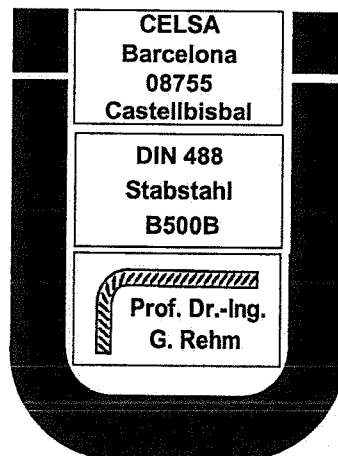 CELSA
Barcelona
08755
Castellbisbal
DIN 488
Stabstahl
B500B
Prof. Dr.-Ing.
G. Rehm